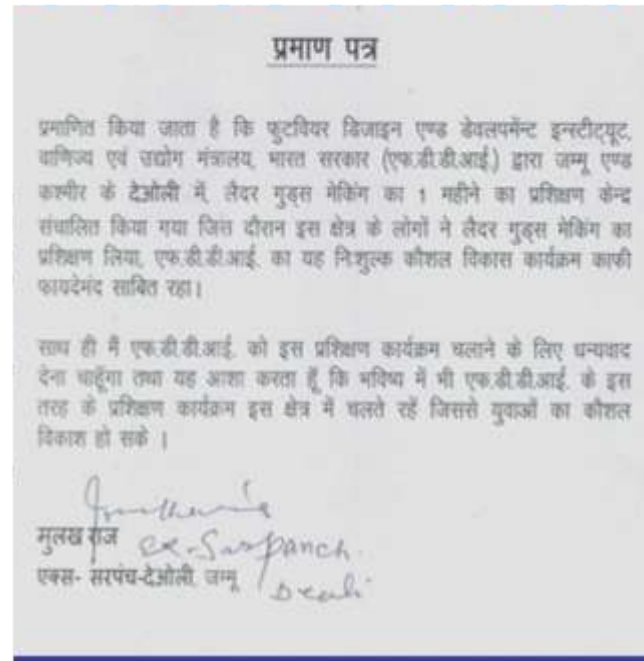 प्रमाण पत्र
प्रमाणित किया जाता है कि फुटवियर डिजाइन एण्ड डेवलपमेन्ट इन्स्टीट्यूट,
वाणिज्य एवं उद्योग मंत्रालय, भारत सरकार (एफ.डी.डी.आई.) द्वारा जम्मू एण्ड
कश्मीर के देओली में, लैदर गुड्स मेकिंग का 1 महीने का प्रशिक्षण केन्द्र
संचालित किया गया जिस दौरान इस क्षेत्र के लोगों ने लैदर गुड्स मेकिंग का
प्रशिक्षण लिया, एफ.डी.डी.आई. का यह निःशुल्क कौशल विकास कार्यक्रम काफी
फायदेमंद साबित रहा।
साथ ही मैं एफ.डी.डी.आई. को इस प्रशिक्षण कार्यक्रम चलाने के लिए धन्यवाद
देना चाहूँगा तथा यह आशा करता हूँ कि भविष्य में भी एफ.डी.डी.आई. के इस
तरह के प्रशिक्षण कार्यक्रम इस क्षेत्र में चलते रहें जिससे युवाओं का कौशल
विकाश हो सके ।
मुलख राज
ex-Sarpanch
एक्स- सरपंच-देओली, जम्मू
Deoli